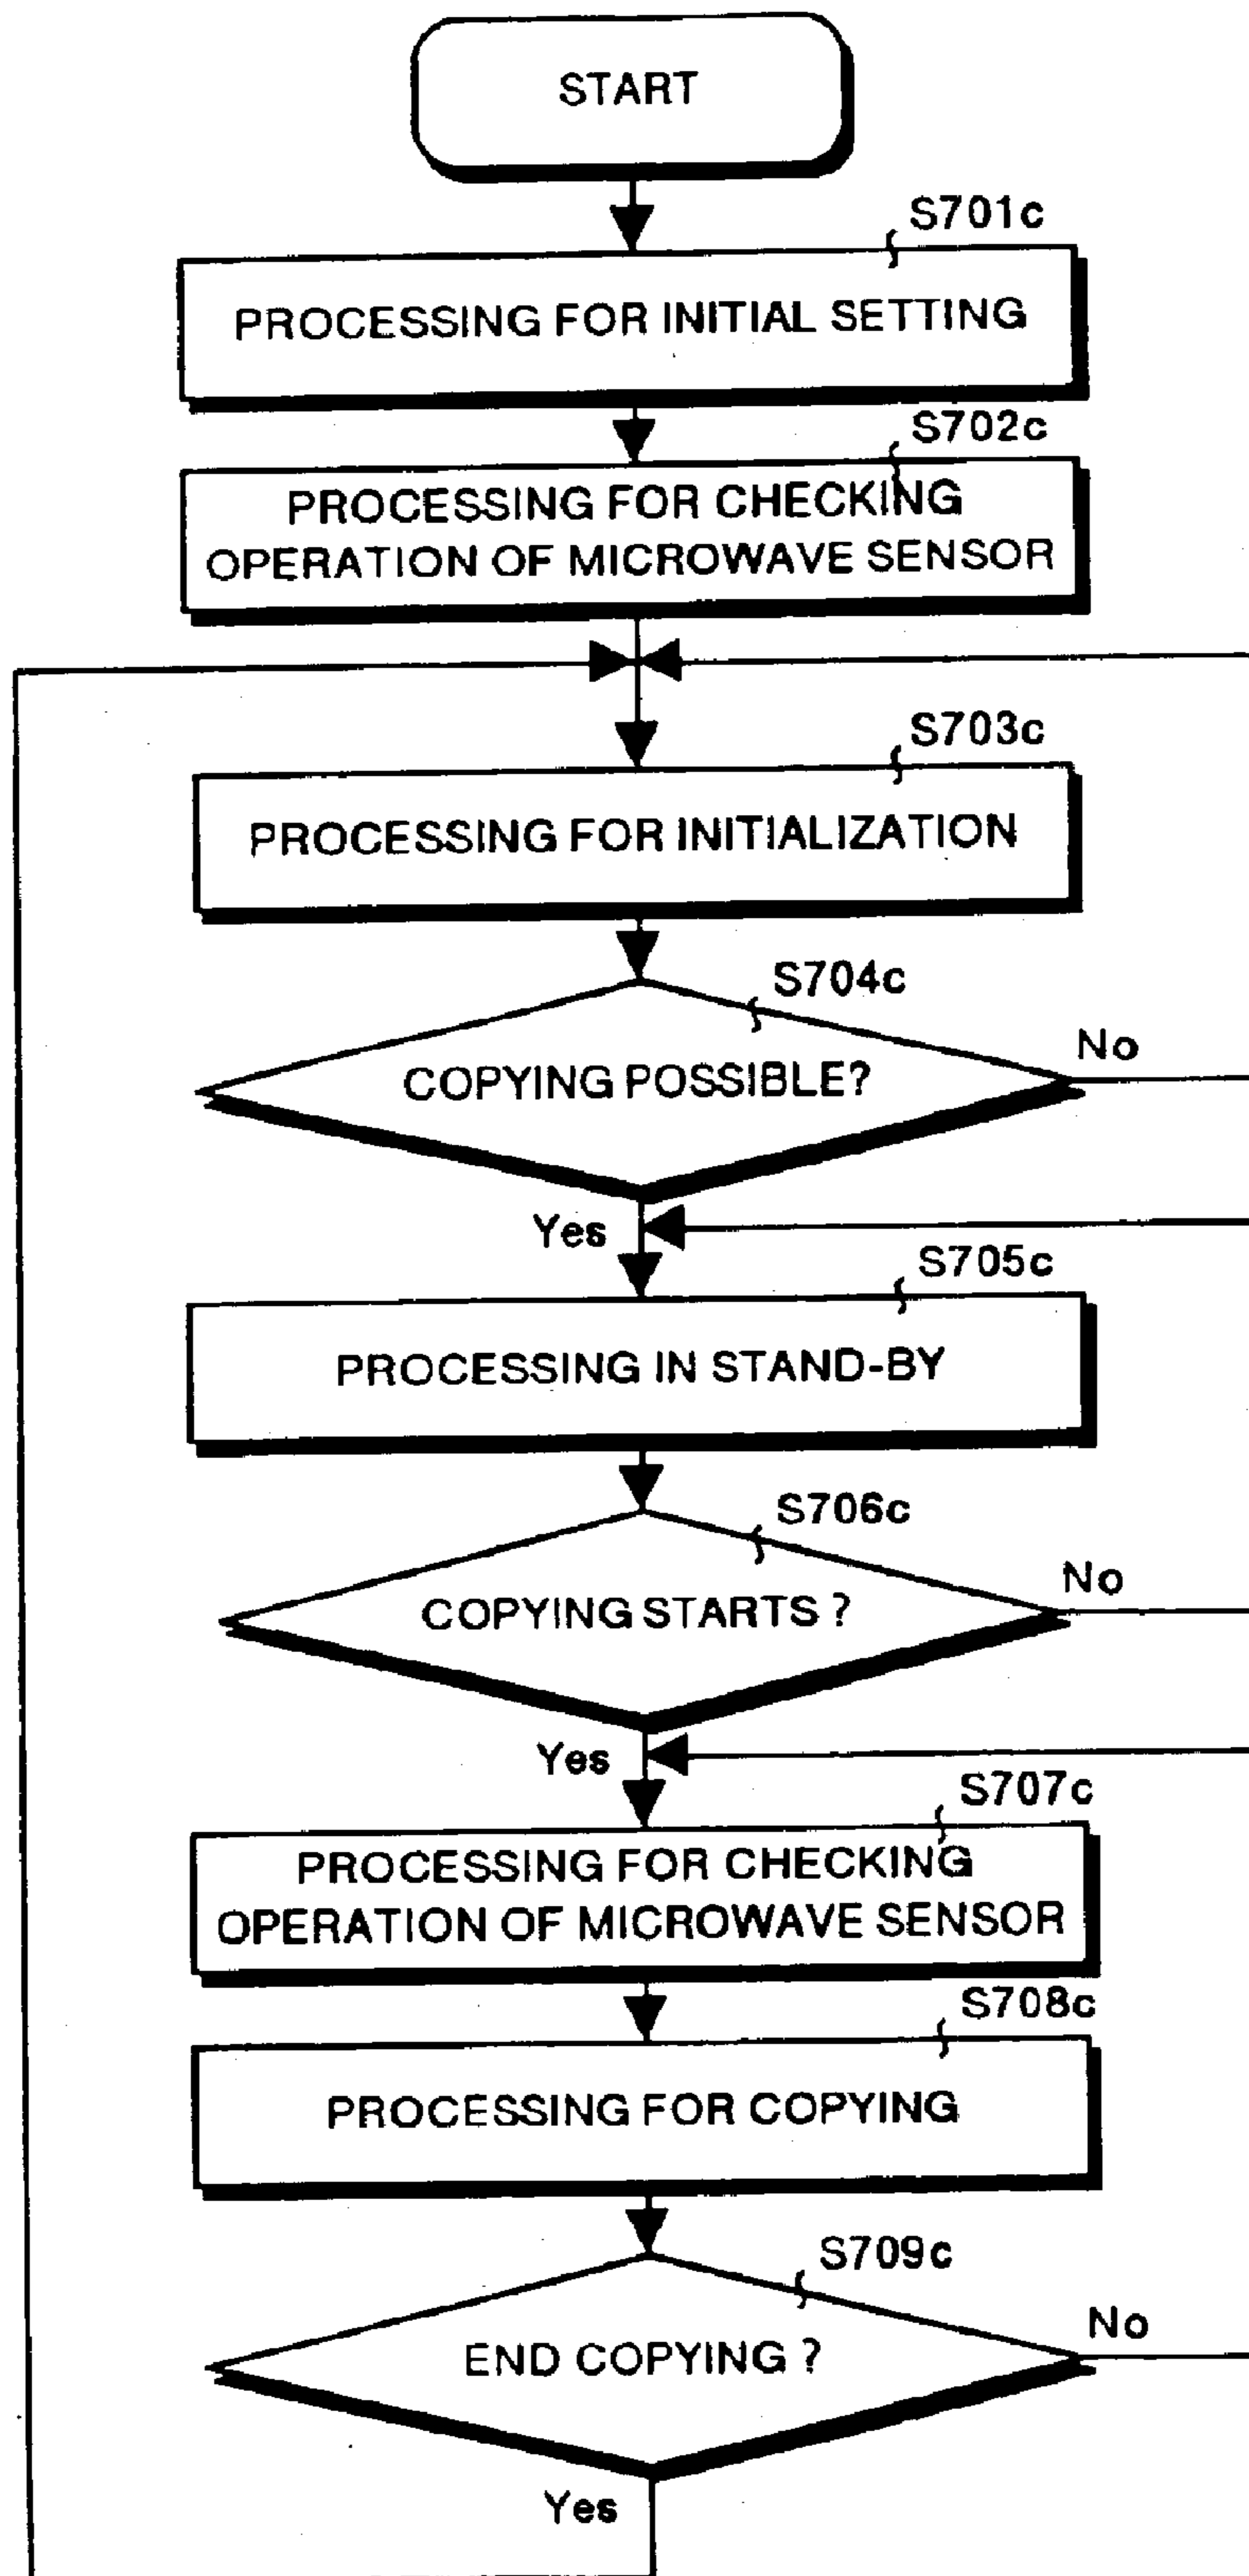 START
S701c
PROCESSING FOR INITIAL SETTING
S702c
PROCESSING FOR CHECKING
OPERATION OF MICROWAVE SENSOR
S703c
PROCESSING FOR INITIALIZATION
S704c
COPYING POSSIBLE?
No
Yes
S705c
PROCESSING IN STAND-BY
S706c
COPYING STARTS ?
No
Yes
S707c
PROCESSING FOR CHECKING
OPERATION OF MICROWAVE SENSOR
S708c
PROCESSING FOR COPYING
S709c
END COPYING ?
No
Yes